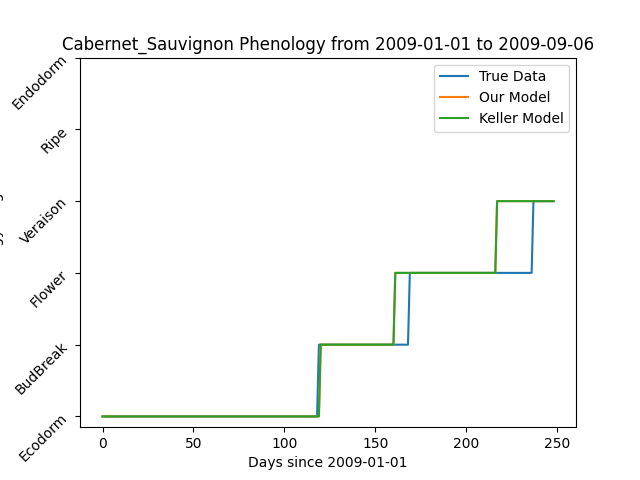 Cabernet_Sauvignon Phenology from 2009-01-01 to 2009-09-06
True Data
Our Model
Keller Model
Endodorm
Ripe
Veraison
Flower
BudBreak
Ecodorm
0 50 100 150 200 250
Days since 2009-01-01